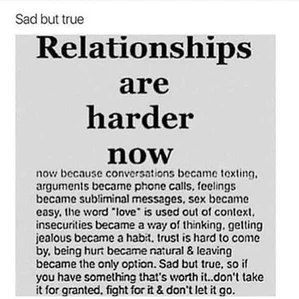 Sad but true
Relationships
are
harder
now
now because conversations became texting,
arguments became phone calls, feelings
became subliminal messages, sex became
easy, the word "love" is used out of context,
insecurities became a way of thinking, getting
jealous became a habit, trust is hard to come
by, being hurt became natural & leaving
became the only option. Sad but true, so if
you have something that's worth it..don't take
it for granted, fight for it & don't let it go.